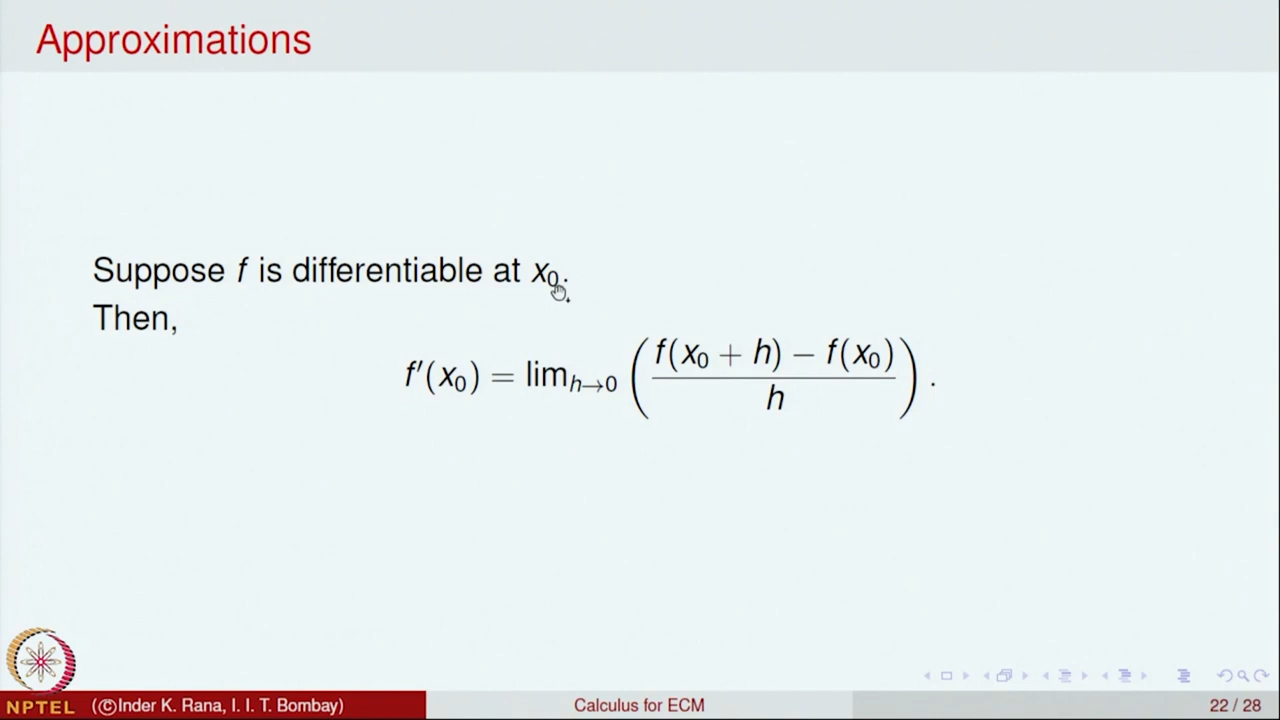 Approximations
Suppose f is differentiable at x₀.
Then,
f′(x₀) = lim_{h→0} ( (f(x₀ + h) − f(x₀)) / h ) .
NPTEL
(©Inder K. Rana, I. I. T. Bombay)
Calculus for ECM
22 / 28